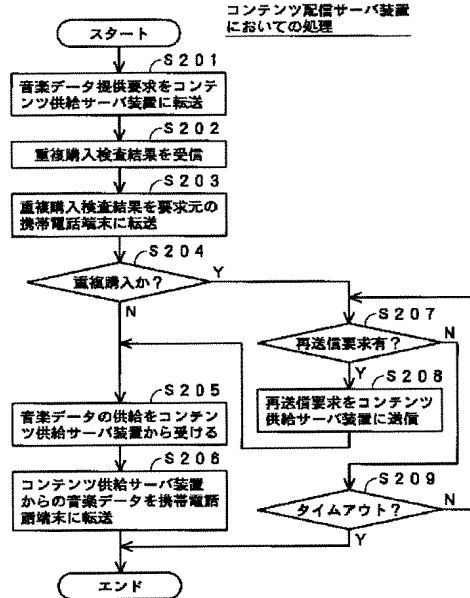 コンテンツ配信サーバ装置
においての処理
スタート
S201
音楽データ提供要求をコンテ
ンツ供給サーバ装置に転送
S202
重複購入検査結果を受信
S203
重複購入検査結果を要求元の
携帯電話端末に転送
S204
重複購入か?
Y
N
S207
再送信要求有?
N
Y
S208
再送信要求をコンテンツ
供給サーバ装置に送信
S205
音楽データの供給をコンテン
ツ供給サーバ装置から受ける
S206
コンテンツ供給サーバ装置
からの音楽データを携帯電話
話端末に転送
S209
タイムアウト?
N
Y
エンド